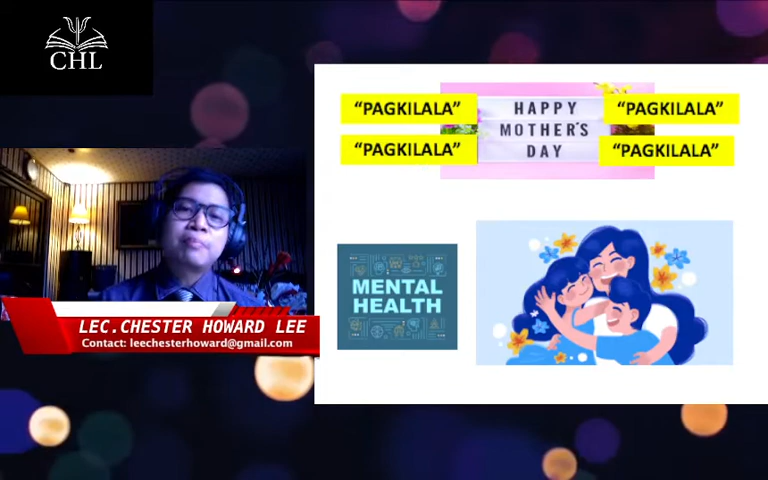 CHL
"PAGKILALA"
HAPPY
"PAGKILALA"
MOTHER'S
"PAGKILALA"
DAY
"PAGKILALA"
MENTAL
HEALTH
LEC.CHESTER HOWARD LEE
Contact: leechesterhoward@gmail.com